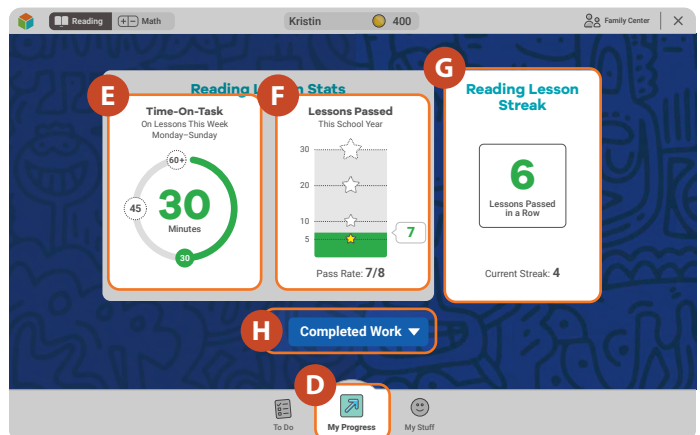 Reading
Math
Kristin
400
Family Center
E
F
G
Reading Lesson Stats
Time-On-Task
On Lessons This Week
Monday–Sunday
60+
45
30
Minutes
30
Lessons Passed
This School Year
30
20
10
5
7
Pass Rate: 7/8
Reading Lesson
Streak
6
Lessons Passed
in a Row
Current Streak: 4
H
Completed Work
D
To Do
My Progress
My Stuff